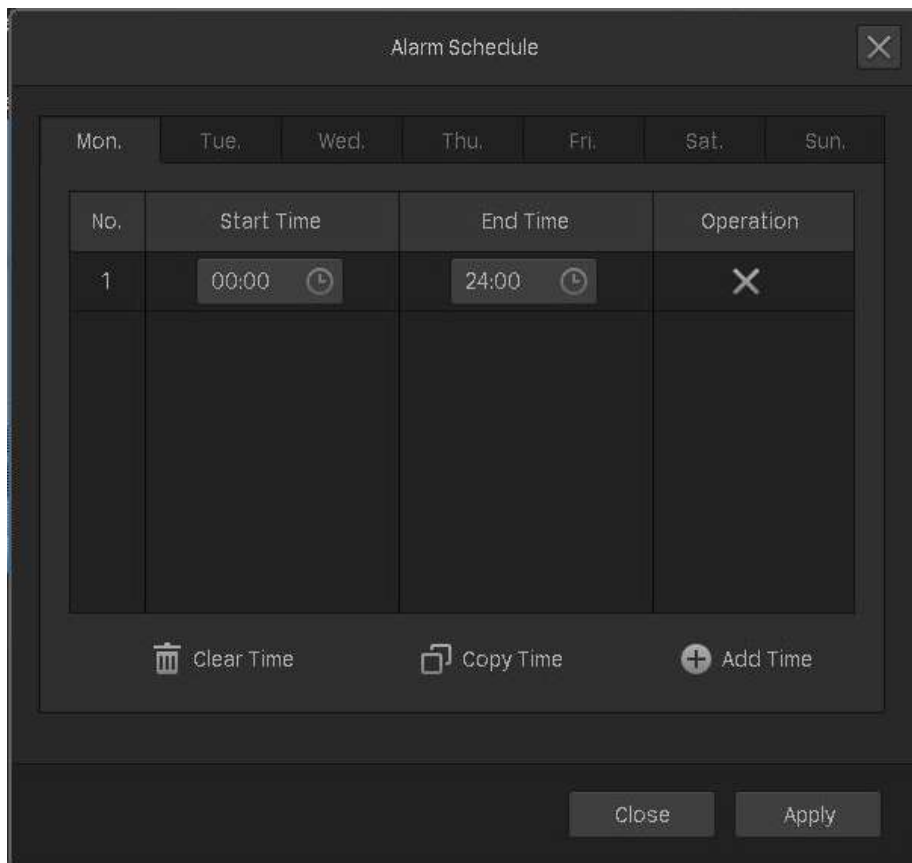 Alarm Schedule
Mon. Tue. Wed. Thu. Fri. Sat. Sun.
No. Start Time End Time Operation
1 00:00 24:00
Clear Time Copy Time Add Time
Close Apply